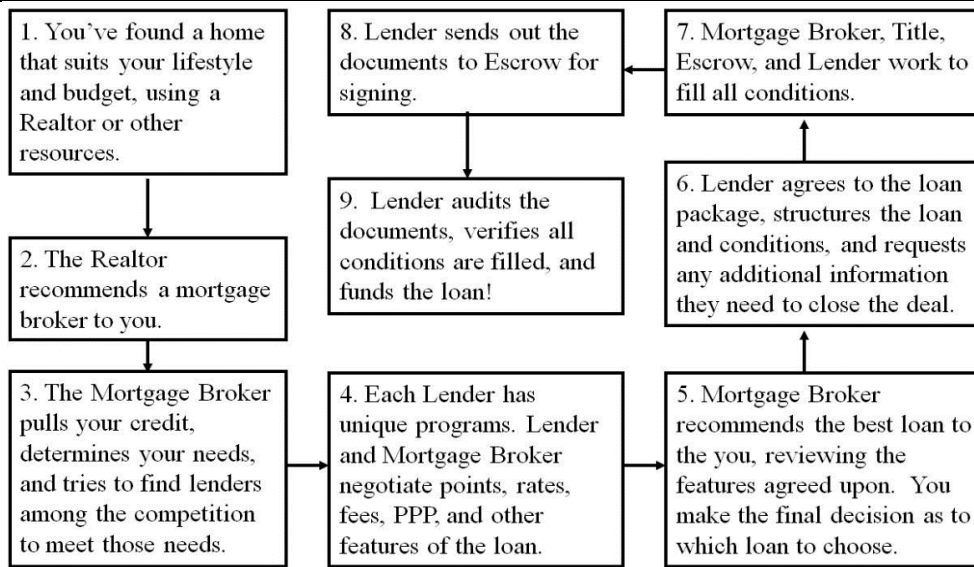 1. You've found a home
that suits your lifestyle
and budget, using a
Realtor or other
resources.
2. The Realtor
recommends a mortgage
broker to you.
3. The Mortgage Broker
pulls your credit,
determines your needs,
and tries to find lenders
among the competition
to meet those needs.
4. Each Lender has
unique programs. Lender
and Mortgage Broker
negotiate points, rates,
fees, PPP, and other
features of the loan.
5. Mortgage Broker
recommends the best loan to
the you, reviewing the
features agreed upon. You
make the final decision as to
which loan to choose.
6. Lender agrees to the loan
package, structures the loan
and conditions, and requests
any additional information
they need to close the deal.
7. Mortgage Broker, Title,
Escrow, and Lender work to
fill all conditions.
8. Lender sends out the
documents to Escrow for
signing.
9. Lender audits the
documents, verifies all
conditions are filled, and
funds the loan!